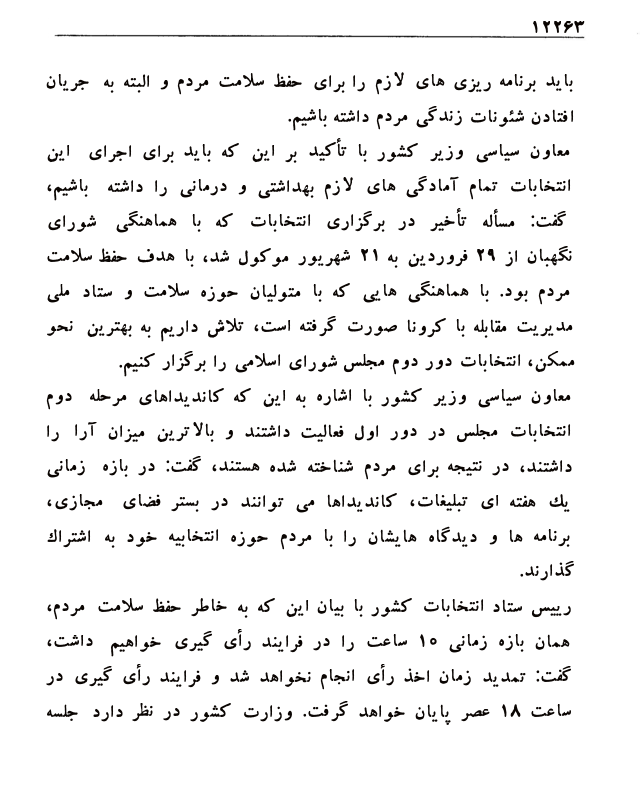 ۱۲۲۶۳
باید برنامه ریزی های لازم را برای حفظ سلامت مردم و البته به جریان
افتادن شئونات زندگی مردم داشته باشیم.
معاون سیاسی وزیر کشور با تأکید بر این که باید برای اجرای این
انتخابات تمام آمادگی های لازم بهداشتی و درمانی را داشته باشیم،
گفت: مسأله تأخیر در برگزاری انتخابات که با هماهنگی شورای
نگهبان از ۲۹ فروردین به ۲۱ شهریور موکول شد، با هدف حفظ سلامت
مردم بود. با هماهنگی هایی که با متولیان حوزه سلامت و ستاد ملی
مدیریت مقابله با کرونا صورت گرفته است، تلاش داریم به بهترین نحو
ممکن، انتخابات دور دوم مجلس شورای اسلامی را برگزار کنیم.
معاون سیاسی وزیر کشور با اشاره به این که کاندیداهای مرحله دوم
انتخابات مجلس در دور اول فعالیت داشتند و بالاترین میزان آرا را
داشتند، در نتیجه برای مردم شناخته شده هستند، گفت: در بازه زمانی
یك هفته ای تبلیغات، کاندیداها می توانند در بستر فضای مجازی،
برنامه ها و دیدگاه هایشان را با مردم حوزه انتخابیه خود به اشتراك
گذارند.
رییس ستاد انتخابات کشور با بیان این که به خاطر حفظ سلامت مردم،
همان بازه زمانی ۱۰ ساعت را در فرایند رأی گیری خواهیم داشت،
گفت: تمدید زمان اخذ رأی انجام نخواهد شد و فرایند رأی گیری در
ساعت ۱۸ عصر پایان خواهد گرفت. وزارت کشور در نظر دارد جلسه